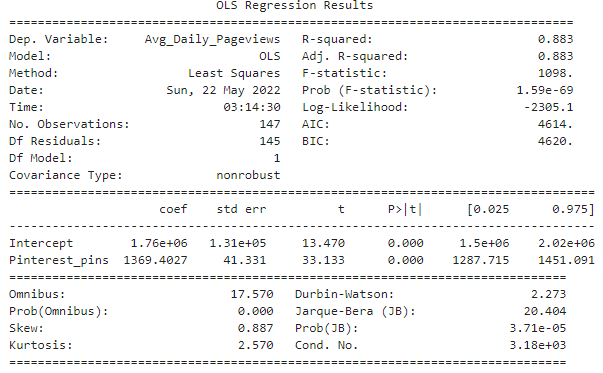 OLS Regression Results
==============================================================================
Dep. Variable:     Avg_Daily_Pageviews   R-squared:                       0.883
Model:                             OLS   Adj. R-squared:                  0.883
Method:                  Least Squares   F-statistic:                     1098.
Date:                 Sun, 22 May 2022   Prob (F-statistic):           1.59e-69
Time:                         03:14:30   Log-Likelihood:                -2305.1
No. Observations:                  147   AIC:                             4614.
Df Residuals:                      145   BIC:                             4620.
Df Model:                            1
Covariance Type:             nonrobust
==================================================================================
                     coef    std err          t      P>|t|      [0.025      0.975]
----------------------------------------------------------------------------------
Intercept        1.76e+06   1.31e+05     13.470      0.000     1.5e+06    2.02e+06
Pinterest_pins  1369.4027     41.331     33.133      0.000    1287.715    1451.091
==============================================================================
Omnibus:                       17.570   Durbin-Watson:                   2.273
Prob(Omnibus):                  0.000   Jarque-Bera (JB):               20.404
Skew:                           0.887   Prob(JB):                     3.71e-05
Kurtosis:                       2.570   Cond. No.                     3.18e+03
==============================================================================